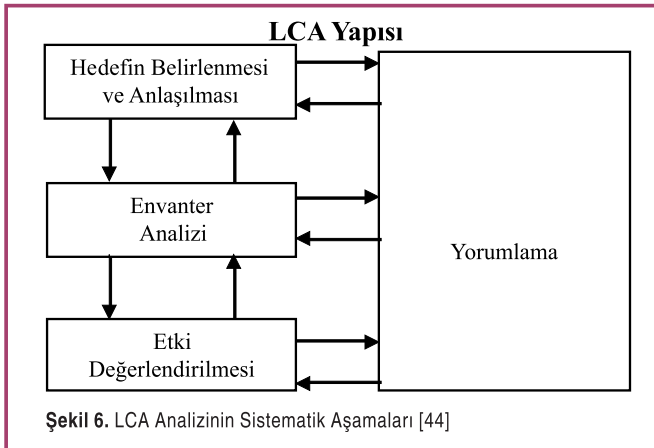 LCA Yapısı
Hedefin Belirlenmesi
ve Anlaşılması
Envanter
Analizi
Yorumlama
Etki
Değerlendirilmesi
Şekil 6. LCA Analizinin Sistematik Aşamaları [44]